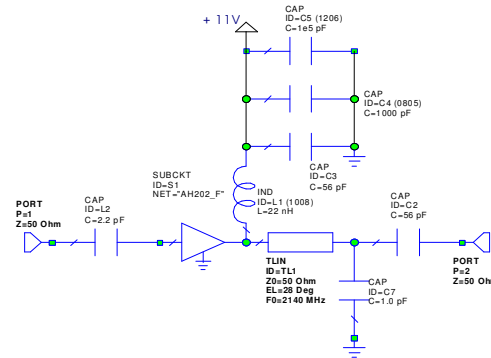 + 11V
CAP
ID=C5 (1206)
C=1e5 pF
CAP
ID=C4 (0805)
C=1000 pF
CAP
ID=C3
C=56 pF
SUBCKT
ID=S1
NET="AH202_F"
IND
ID=L1 (1008)
L=22 nH
CAP
ID=L2
C=2.2 pF
PORT
P=1
Z=50 Ohm
CAP
ID=C2
C=56 pF
TLIN
ID=TL1
Z0=50 Ohm
EL=28 Deg
F0=2140 MHz
CAP
ID=C7
C=1.0 pF
PORT
P=2
Z=50 Oh